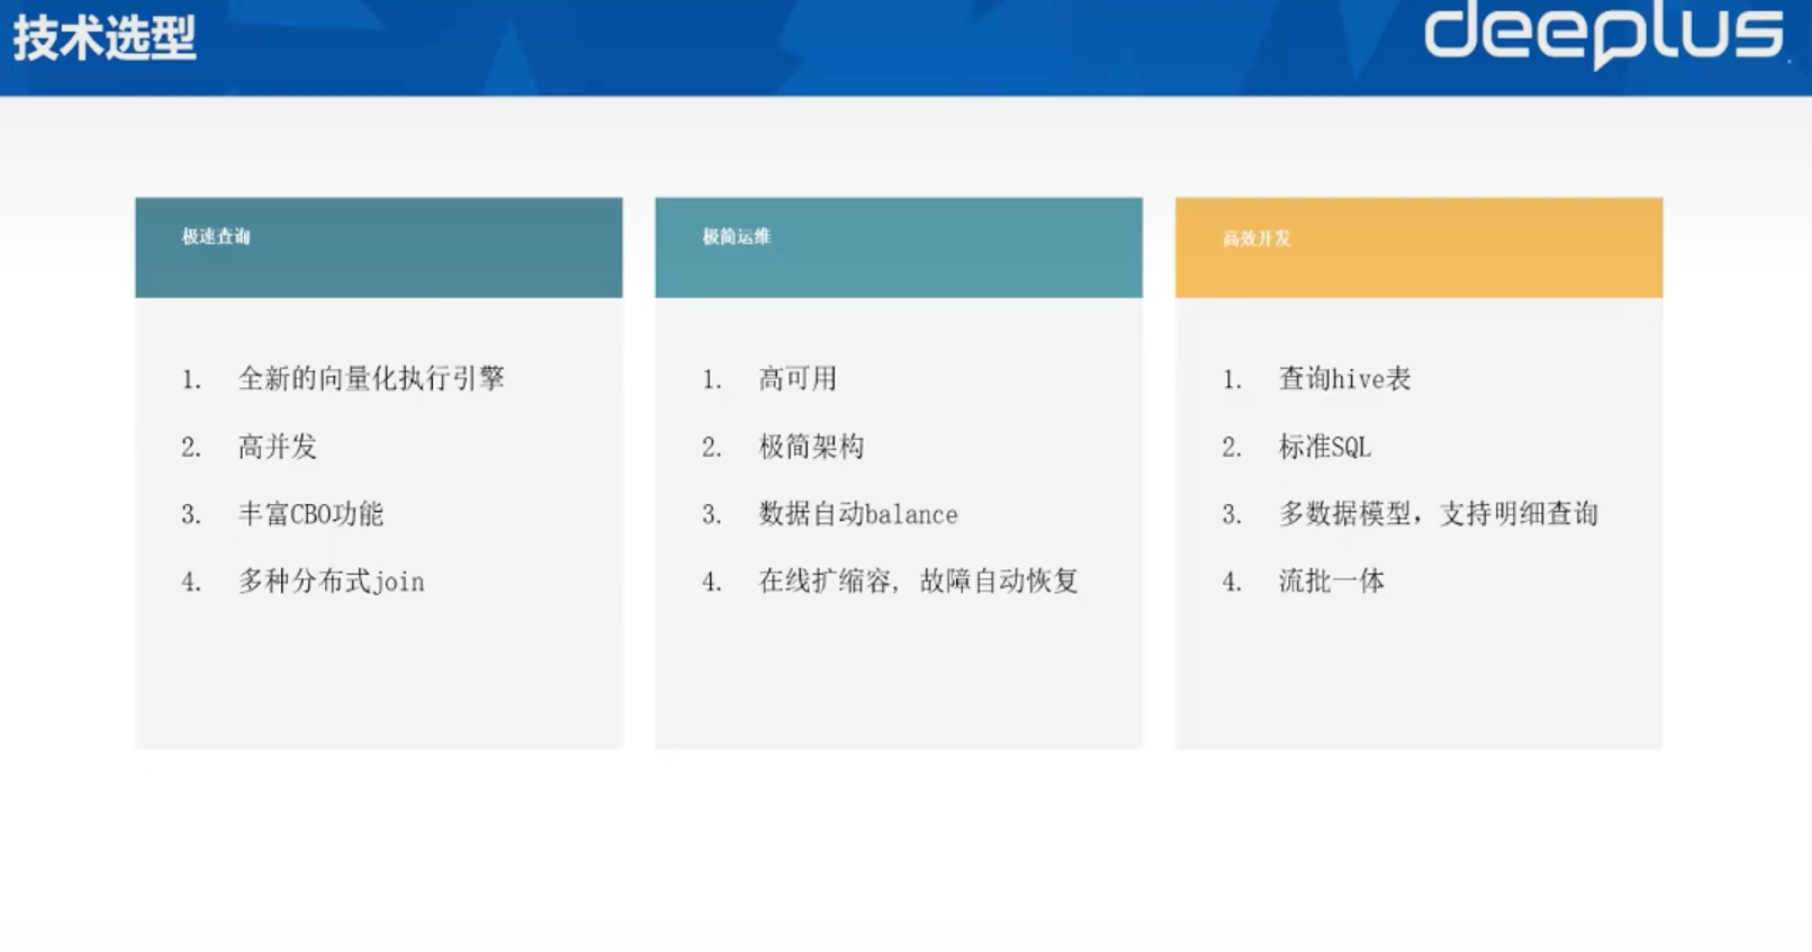 技术选型
deeplus
极速查询
1. 全新的向量化执行引擎
2. 高并发
3. 丰富CBO功能
4. 多种分布式join
极简运维
1. 高可用
2. 极简架构
3. 数据自动balance
4. 在线扩缩容, 故障自动恢复
高效开发
1. 查询hive表
2. 标准SQL
3. 多数据模型，支持明细查询
4. 流批一体